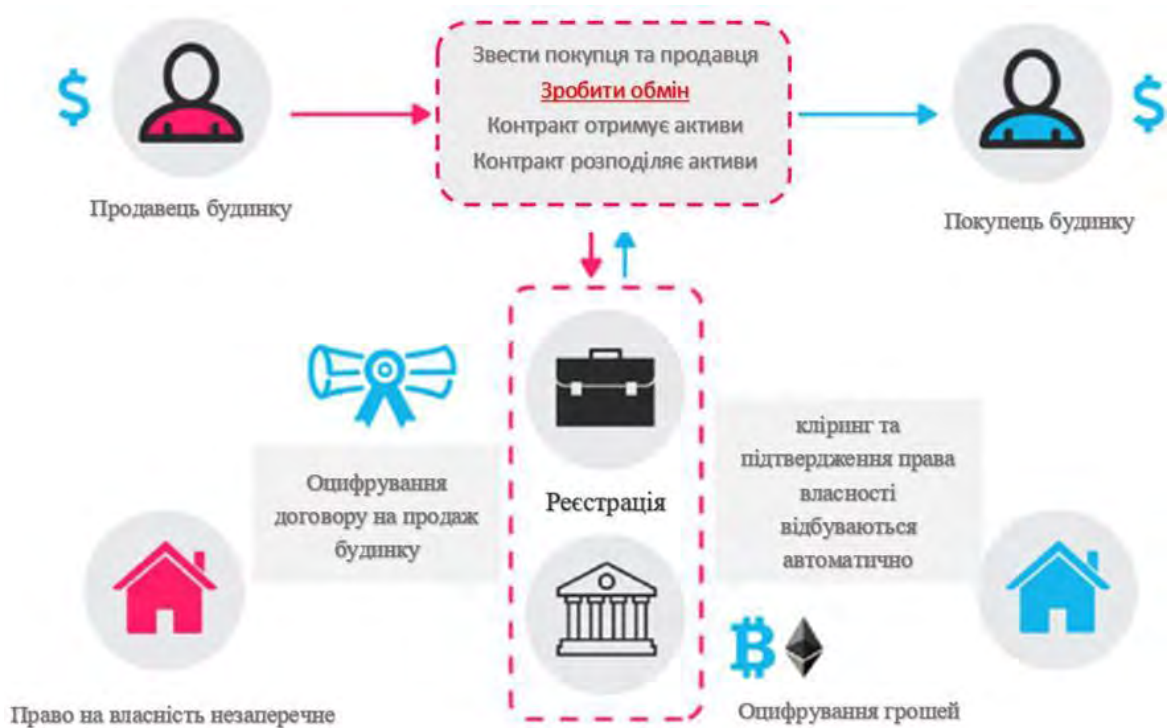 Звести покупця та продавця
Зробити обмін
Контракт отримує активи
Контракт розподіляє активи
$
$
Продавець будинку
Покупець будинку
Оцифрування
договору на продаж
будинку
Реєстрація
кліринг та
підтвердження права
власності
відбуваються
автоматично
Право на власність незаперечне
Оцифрування грошей